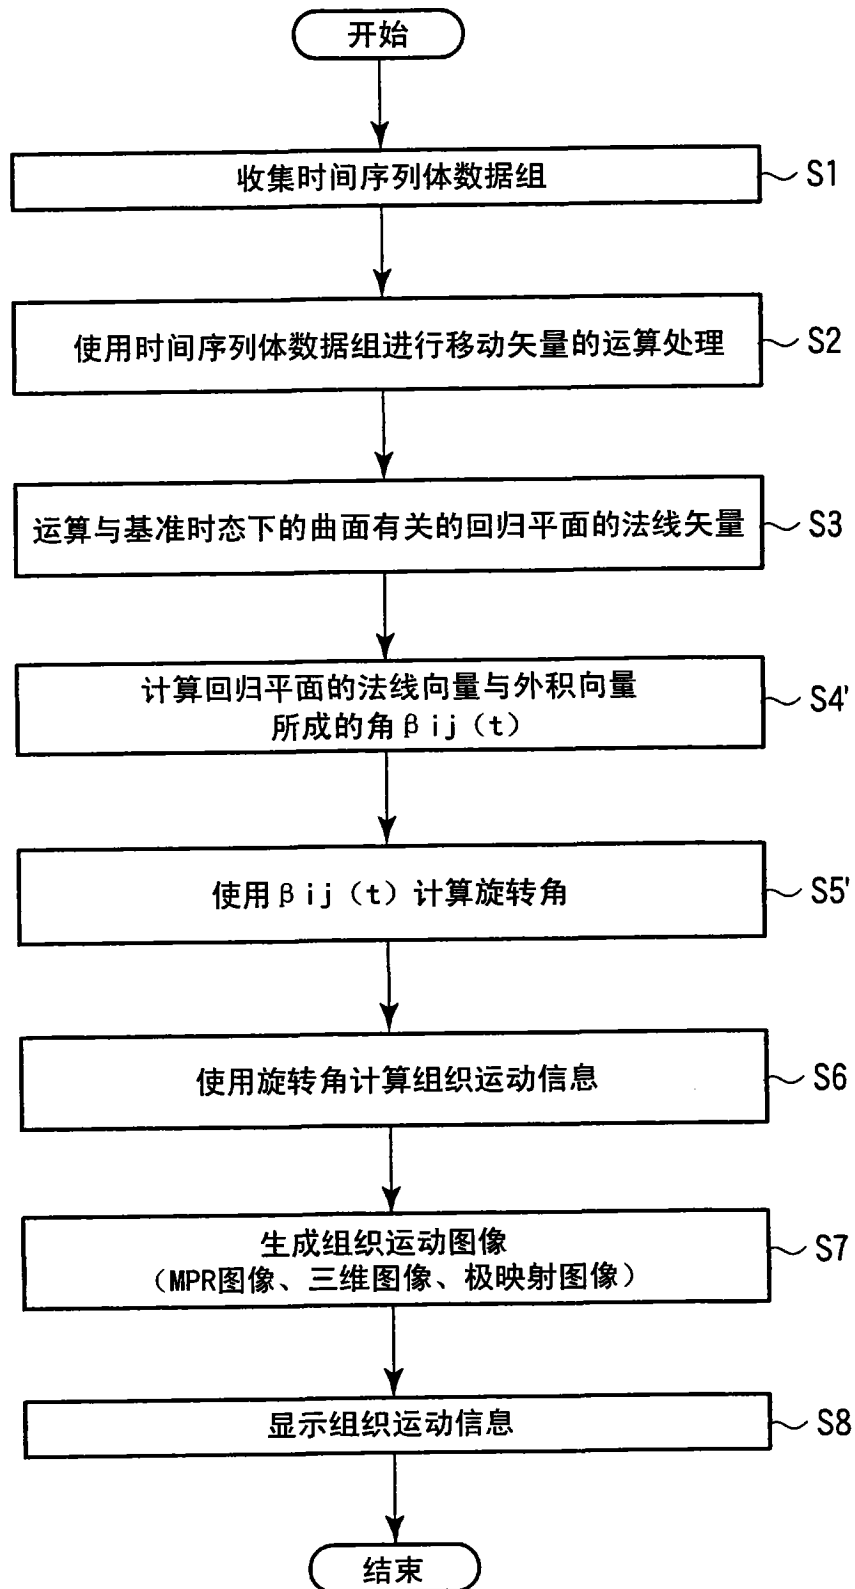 开始
收集时间序列体数据组
S1
使用时间序列体数据组进行移动矢量的运算处理
S2
运算与基准时态下的曲面有关的回归平面的法线矢量
S3
计算回归平面的法线向量与外积向量
所成的角βij（t）
S4'
使用βij（t）计算旋转角
S5'
使用旋转角计算组织运动信息
S6
生成组织运动图像
（MPR图像、三维图像、极映射图像）
S7
显示组织运动信息
S8
结束